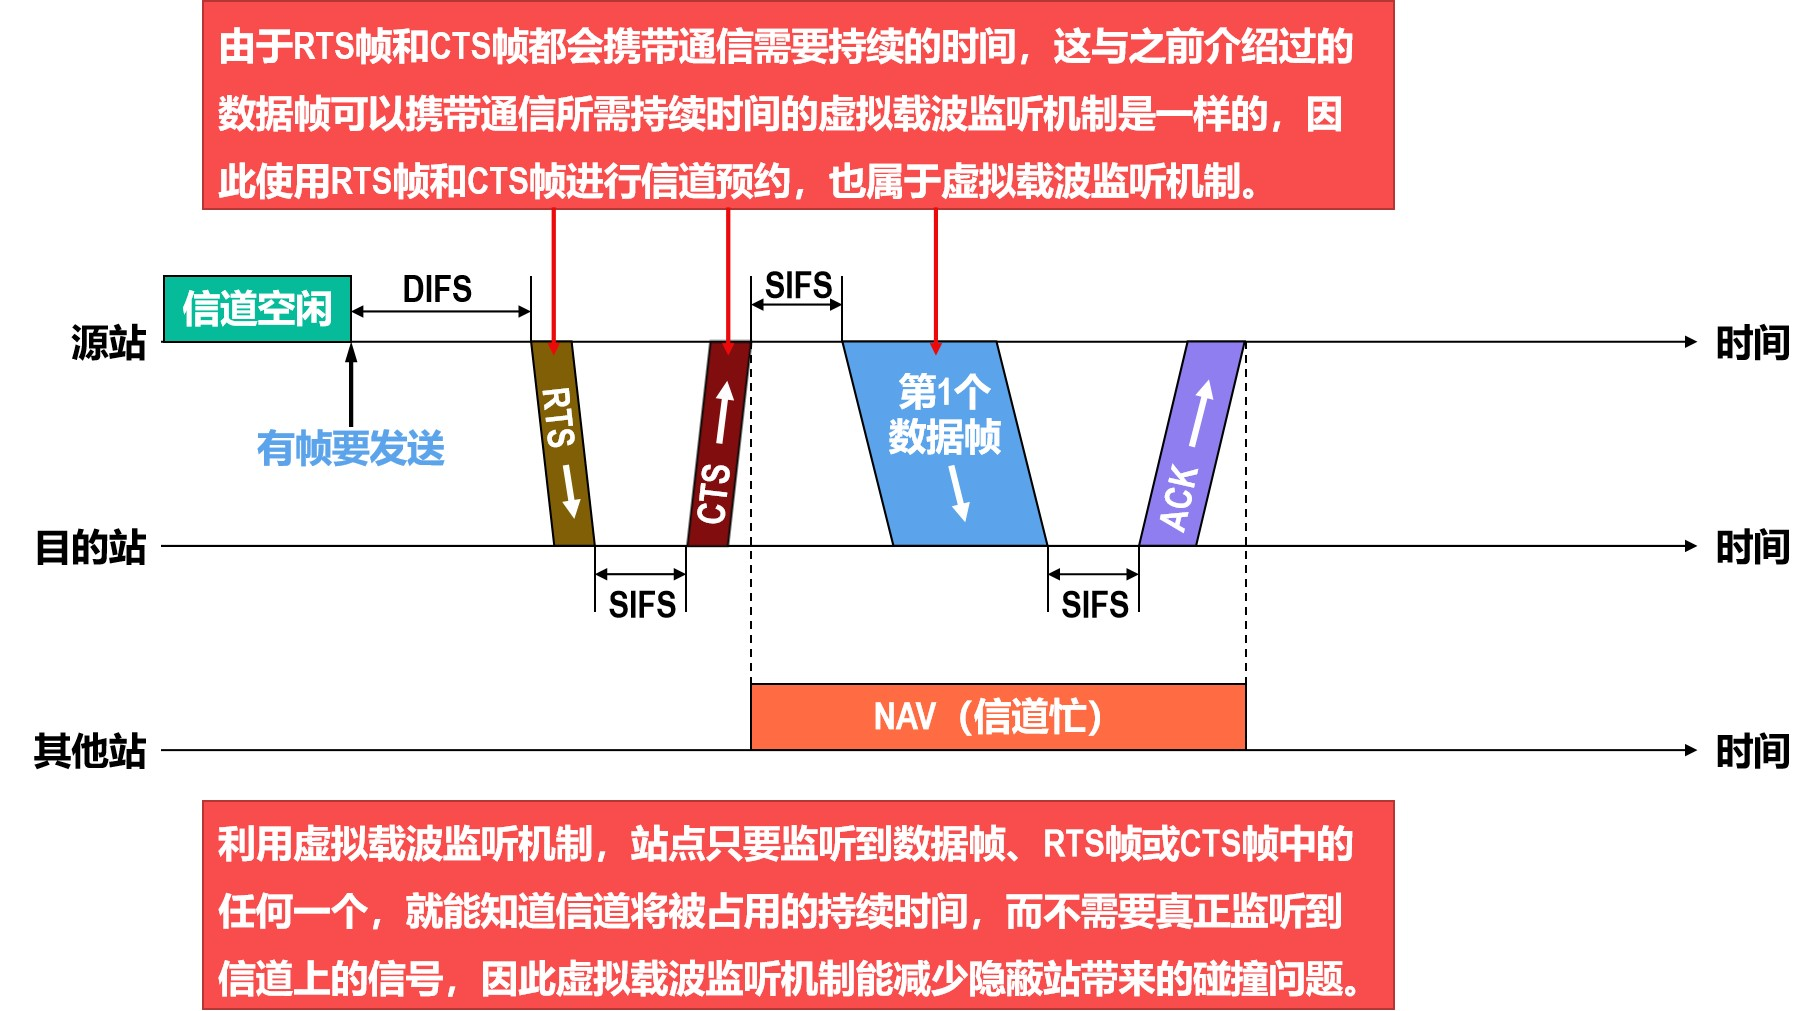 由于RTS帧和CTS帧都会携带通信需要持续的时间，这与之前介绍过的
数据帧可以携带通信所需持续时间的虚拟载波监听机制是一样的，因
此使用RTS帧和CTS帧进行信道预约，也属于虚拟载波监听机制。
信道空闲
DIFS
SIFS
源站
时间
有帧要发送
RTS
CTS
第1个
数据帧
ACK
目的站
时间
SIFS
SIFS
NAV（信道忙）
其他站
时间
利用虚拟载波监听机制，站点只要监听到数据帧、RTS帧或CTS帧中的
任何一个，就能知道信道将被占用的持续时间，而不需要真正监听到
信道上的信号，因此虚拟载波监听机制能减少隐蔽站带来的碰撞问题。